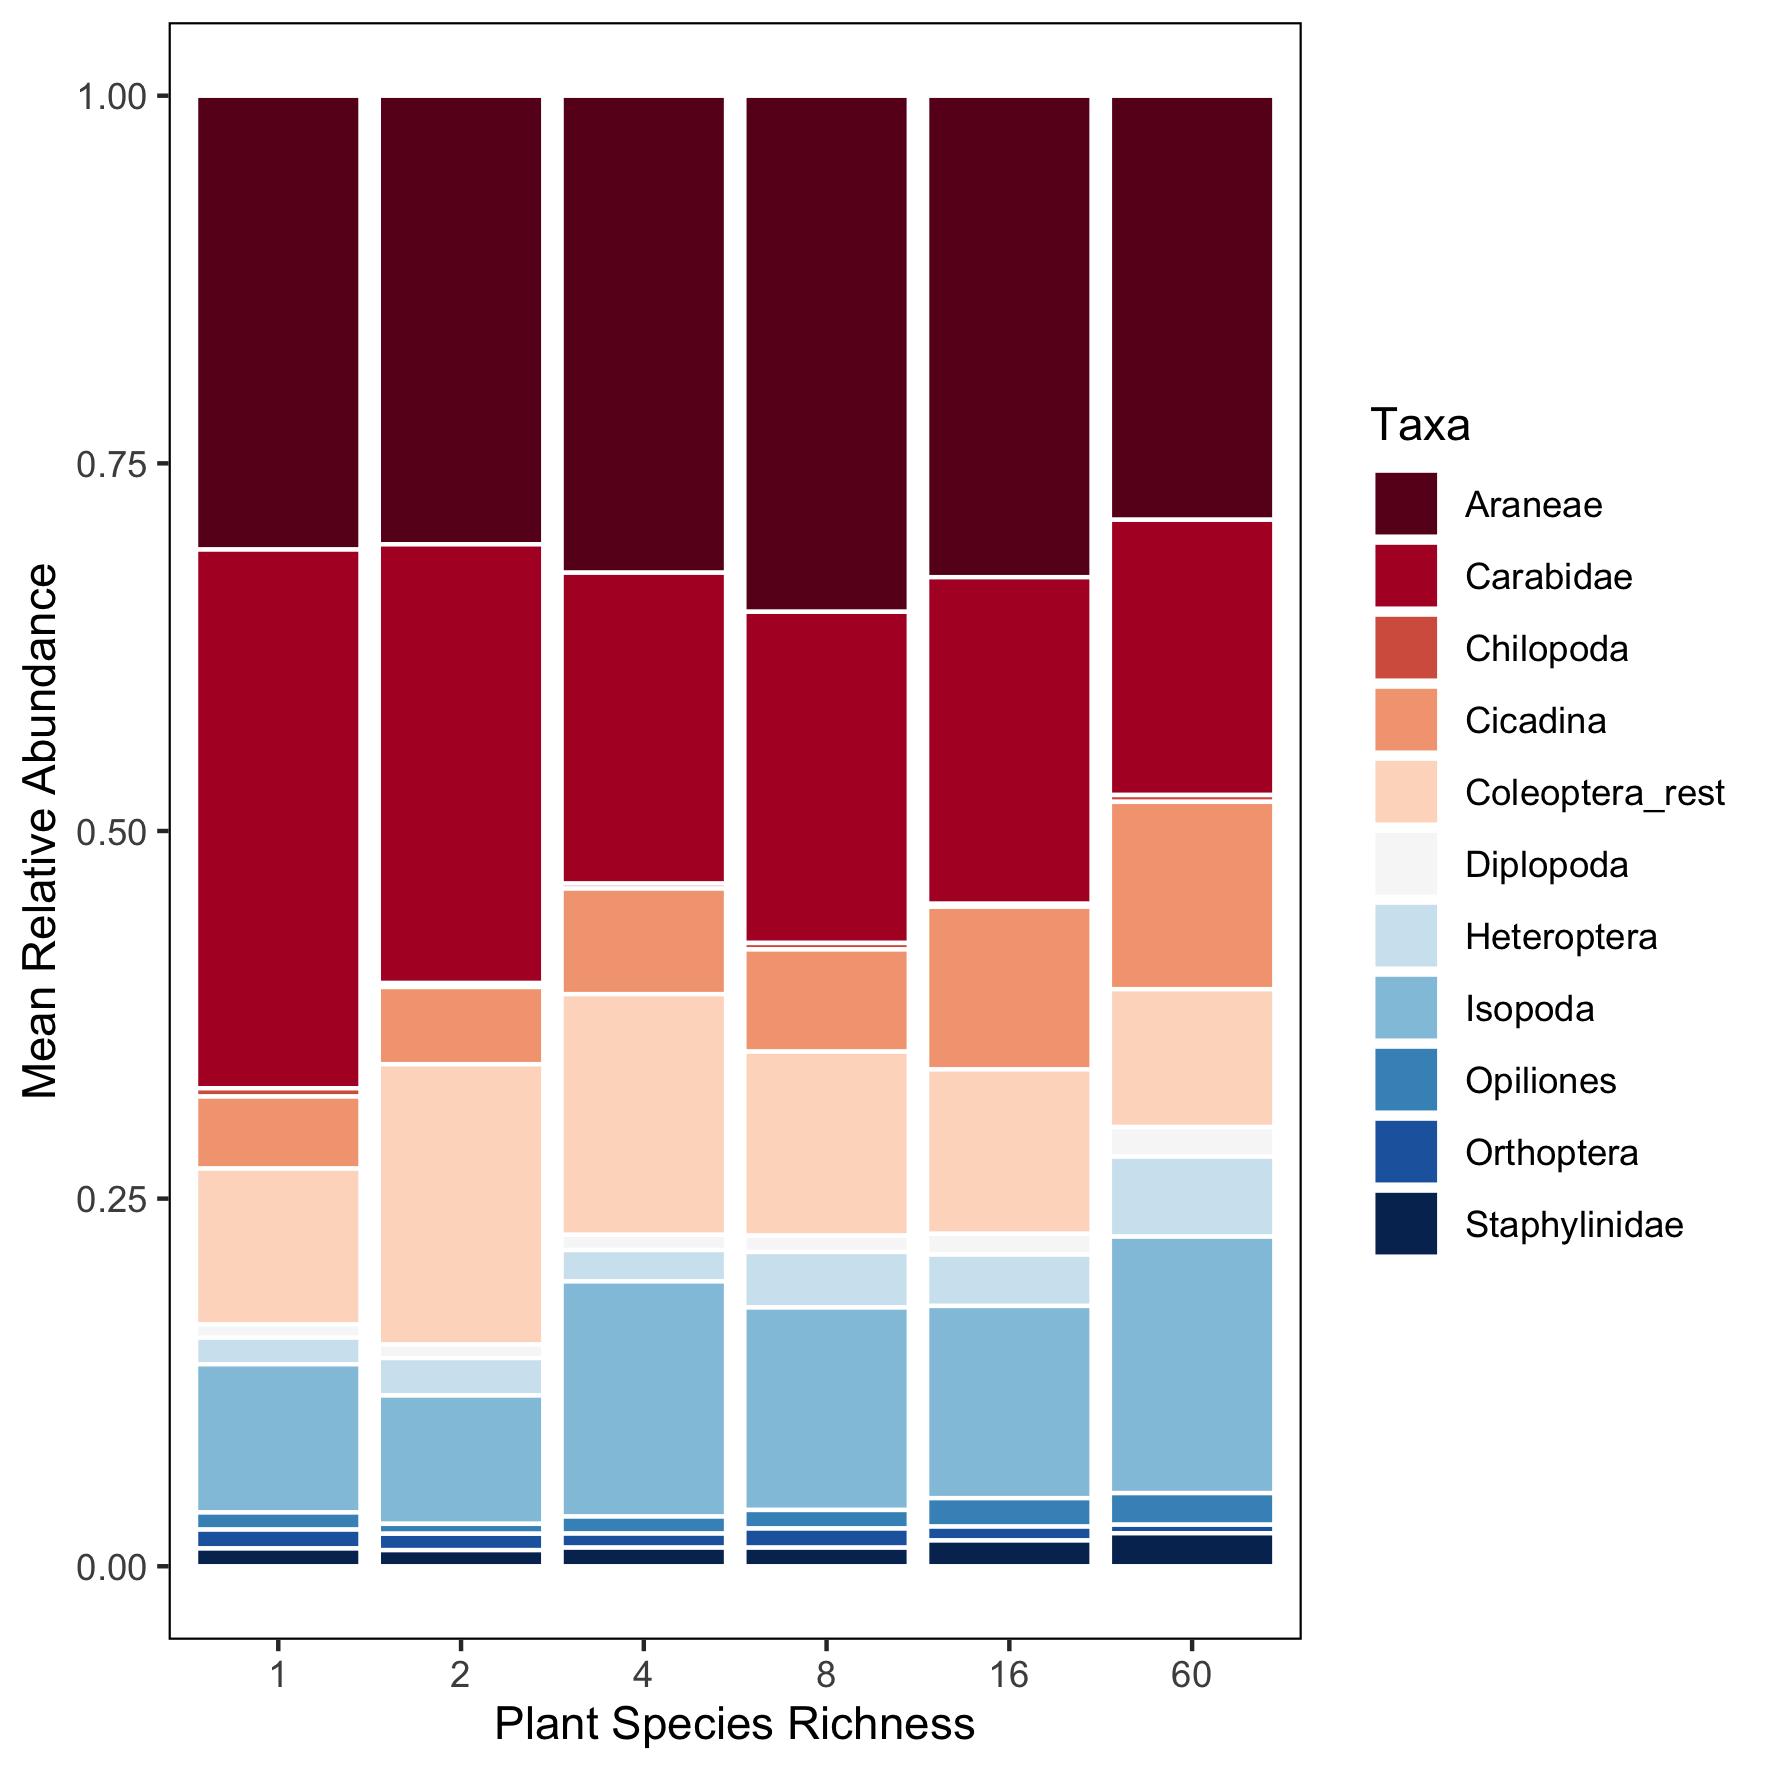 1.00
0.75
0.50
0.25
0.00
Mean Relative Abundance
1 2 4 8 16 60
Plant Species Richness
Taxa
Araneae
Carabidae
Chilopoda
Cicadina
Coleoptera_rest
Diplopoda
Heteroptera
Isopoda
Opiliones
Orthoptera
Staphylinidae